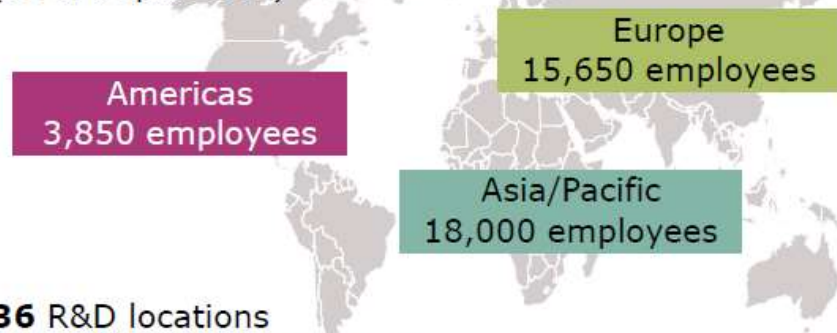 Europe
15,650 employees
Americas
3,850 employees
Asia/Pacific
18,000 employees
36 R&D locations